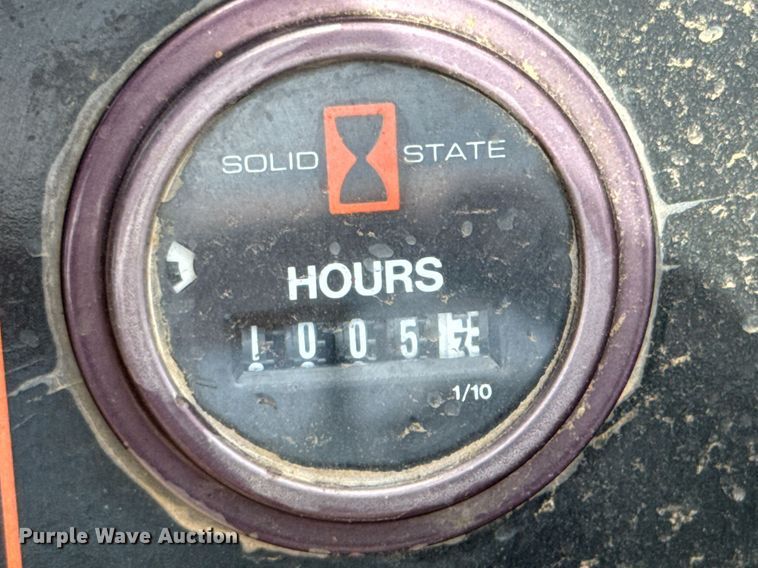 SOLID STATE
HOURS
1005
1/10
Purple Wave Auction®